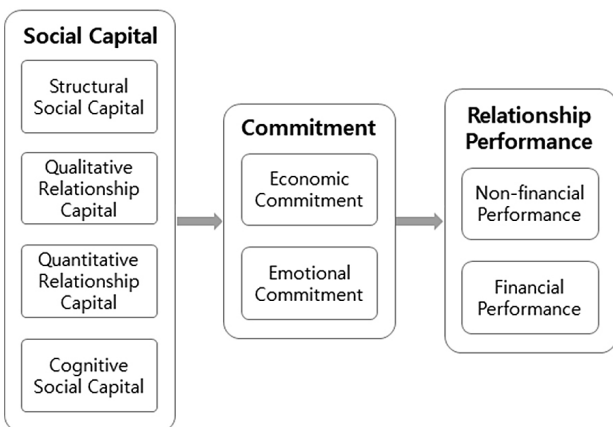 Social Capital
Structural
Social Capital
Qualitative
Relationship
Capital
Quantitative
Relationship
Capital
Cognitive
Social Capital
Commitment
Economic
Commitment
Emotional
Commitment
Relationship
Performance
Non-financial
Performance
Financial
Performance